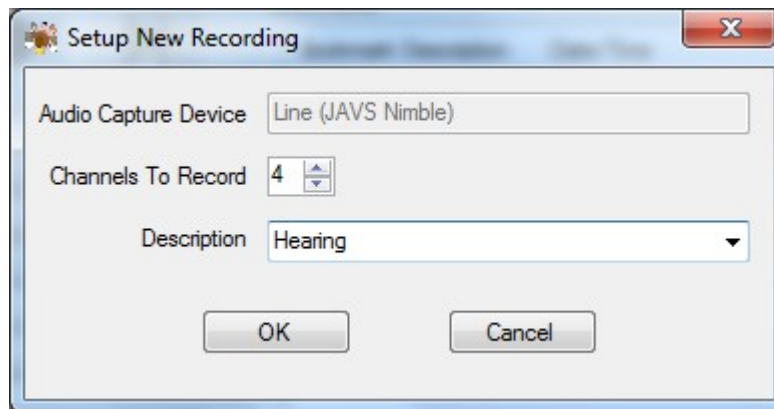 Setup New Recording
Audio Capture Device Line (JAVS Nimble)
Channels To Record 4
Description Hearing
OK Cancel